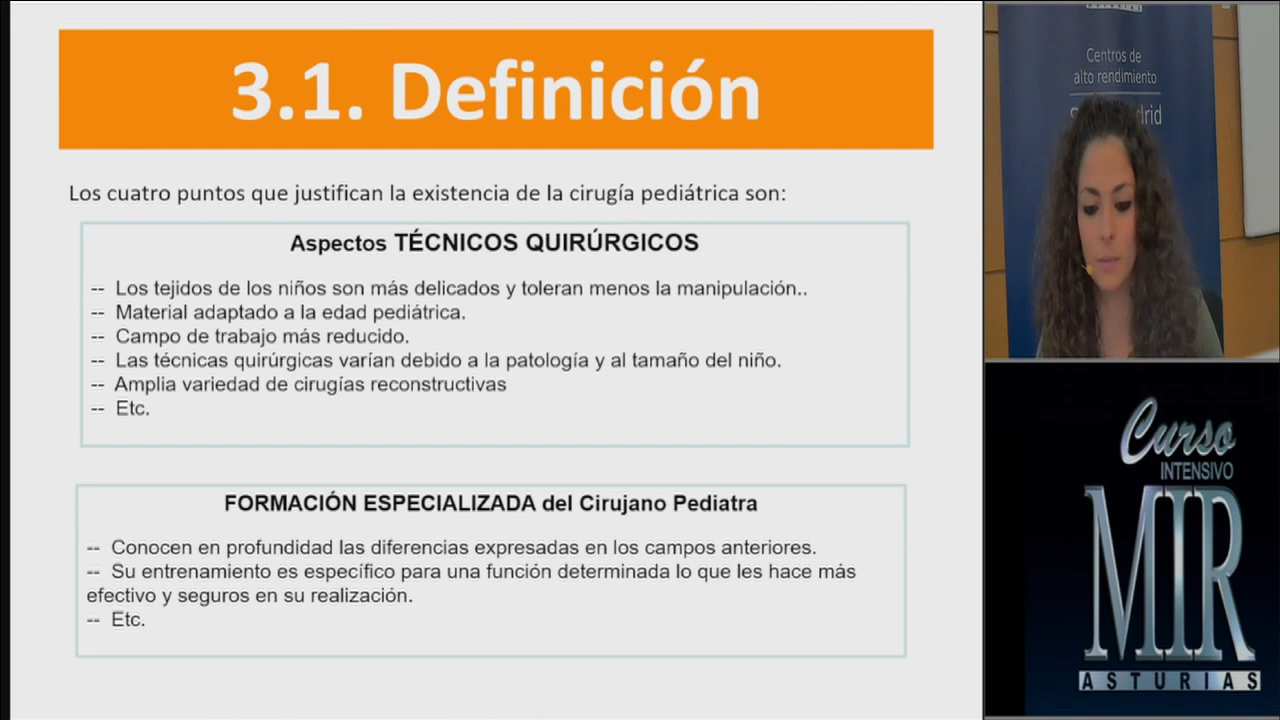 3.1. Definición
Los cuatro puntos que justifican la existencia de la cirugía pediátrica son:
Aspectos TÉCNICOS QUIRÚRGICOS
-- Los tejidos de los niños son más delicados y toleran menos la manipulación..
-- Material adaptado a la edad pediátrica.
-- Campo de trabajo más reducido.
-- Las técnicas quirúrgicas varían debido a la patología y al tamaño del niño.
-- Amplia variedad de cirugías reconstructivas
-- Etc.
FORMACIÓN ESPECIALIZADA del Cirujano Pediatra
-- Conocen en profundidad las diferencias expresadas en los campos anteriores.
-- Su entrenamiento es específico para una función determinada lo que les hace más
efectivo y seguros en su realización.
-- Etc.
Centros de
alto rendimiento
Curso
INTENSIVO
MIR
ASTURIAS